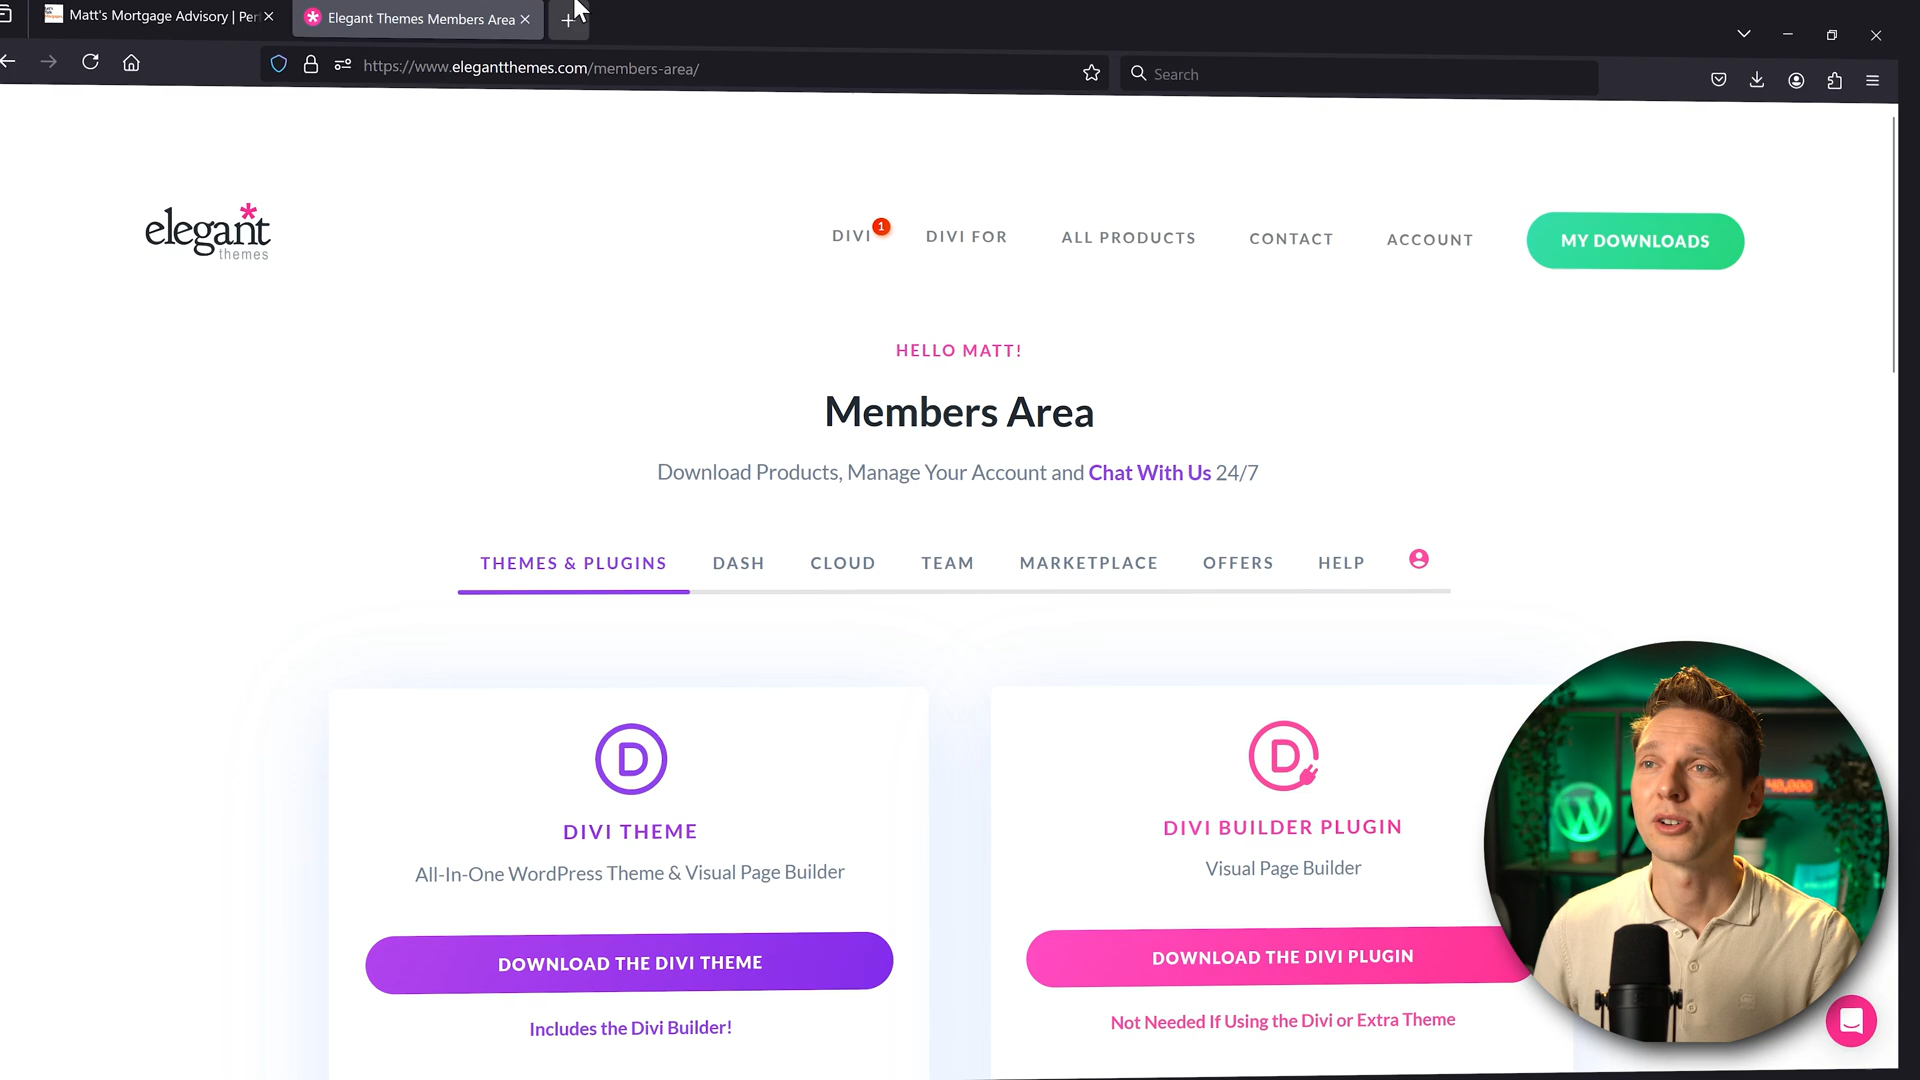 Matt's Mortgage Advisory | Per
Elegant Themes Members Area
https://www.elegantthemes.com/members-area/
Search
elegant
themes
DIVI 1
DIVI FOR
ALL PRODUCTS
CONTACT
ACCOUNT
MY DOWNLOADS
HELLO MATT!
Members Area
Download Products, Manage Your Account and Chat With Us 24/7
THEMES & PLUGINS
DASH
CLOUD
TEAM
MARKETPLACE
OFFERS
HELP
D
DIVI THEME
All-In-One WordPress Theme & Visual Page Builder
DOWNLOAD THE DIVI THEME
Includes the Divi Builder!
D
DIVI BUILDER PLUGIN
Visual Page Builder
DOWNLOAD THE DIVI PLUGIN
Not Needed If Using the Divi or Extra Theme